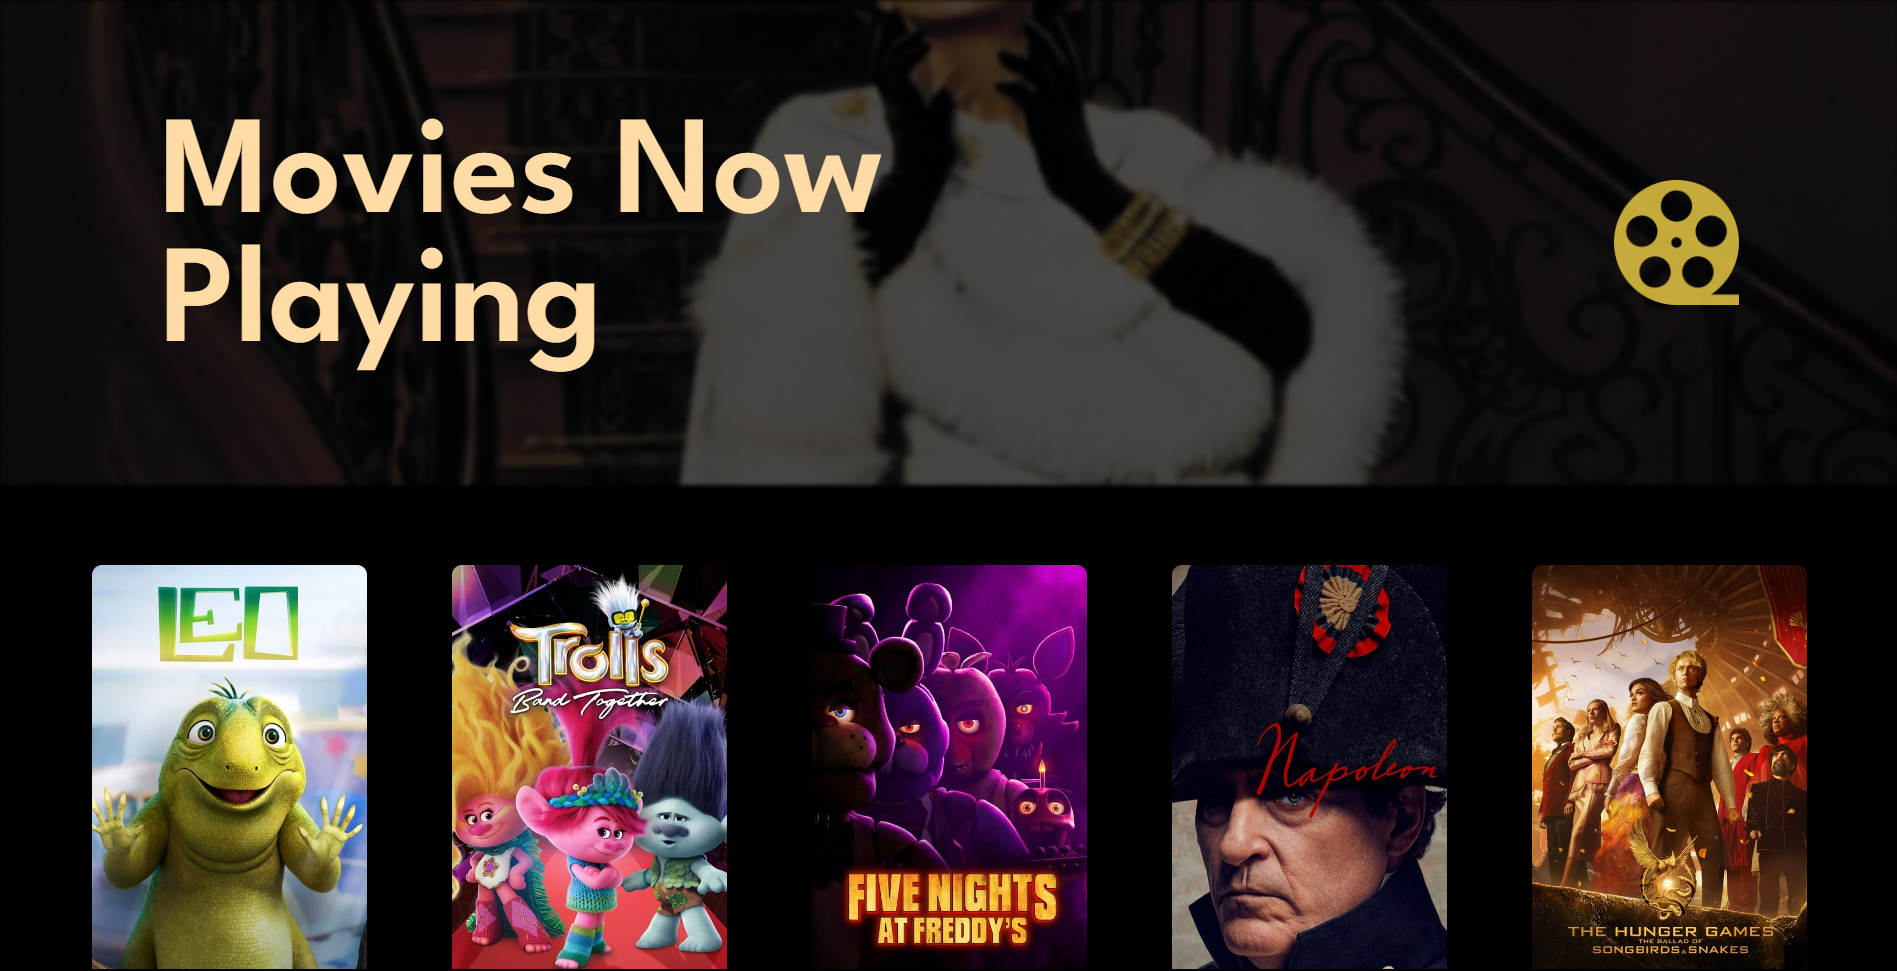 Movies Now
Playing
LEO
Trolls
Band Together
FIVE NIGHTS
AT FREDDY'S
Napoleon
THE HUNGER GAMES
THE BALLAD OF
SONGBIRDS & SNAKES